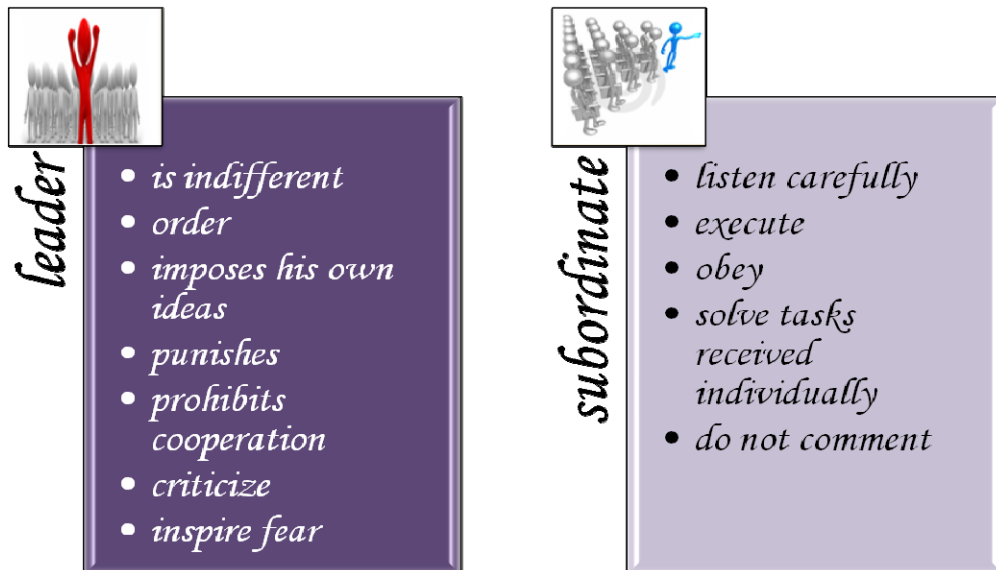 leader
• is indifferent
• order
• imposes his own
ideas
• punishes
• prohibits
cooperation
• criticize
• inspire fear
subordinate
• listen carefully
• execute
• obey
• solve tasks
received
individually
• do not comment